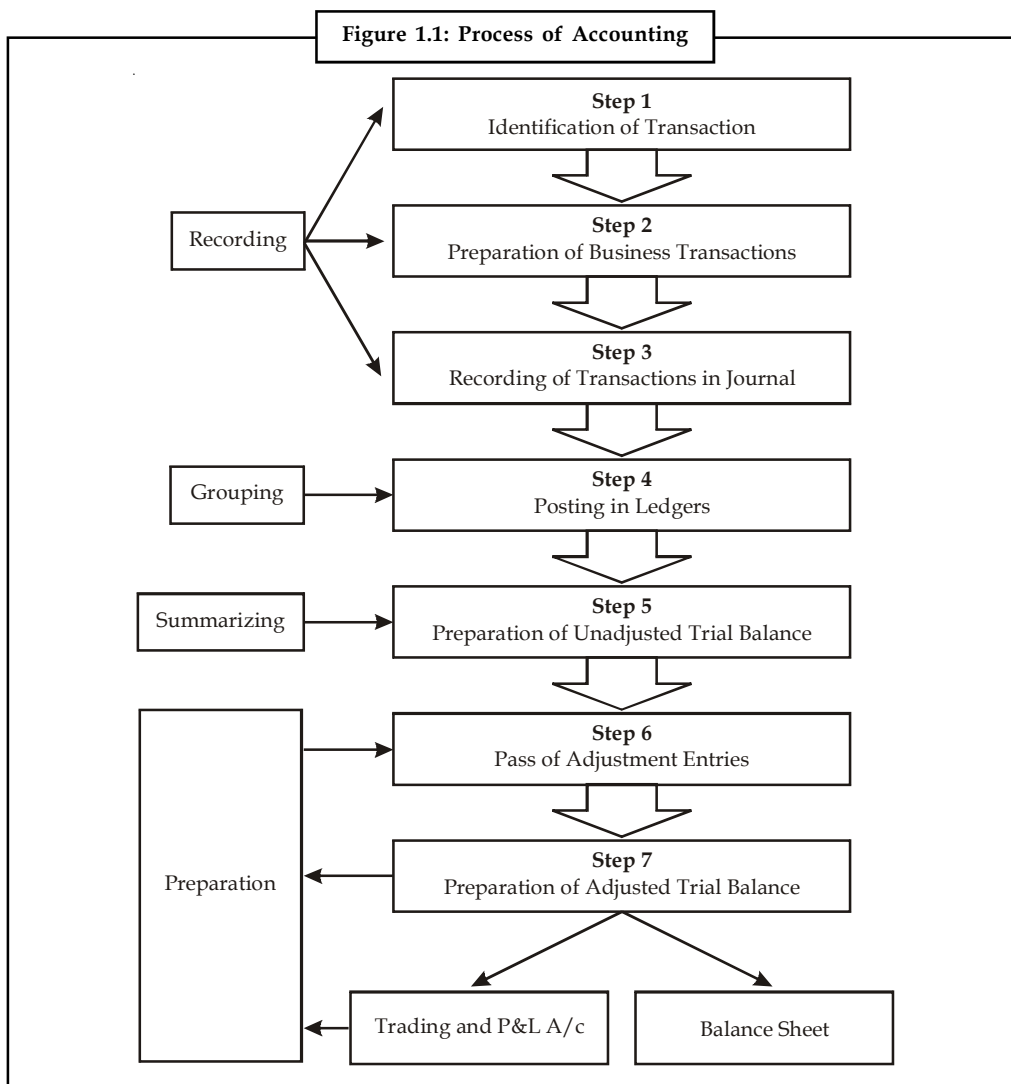 Figure 1.1: Process of Accounting
Step 1
Identification of Transaction
Step 2
Preparation of Business Transactions
Recording
Step 3
Recording of Transactions in Journal
Step 4
Posting in Ledgers
Grouping
Step 5
Preparation of Unadjusted Trial Balance
Summarizing
Step 6
Pass of Adjustment Entries
Step 7
Preparation of Adjusted Trial Balance
Preparation
Trading and P&L A/c
Balance Sheet